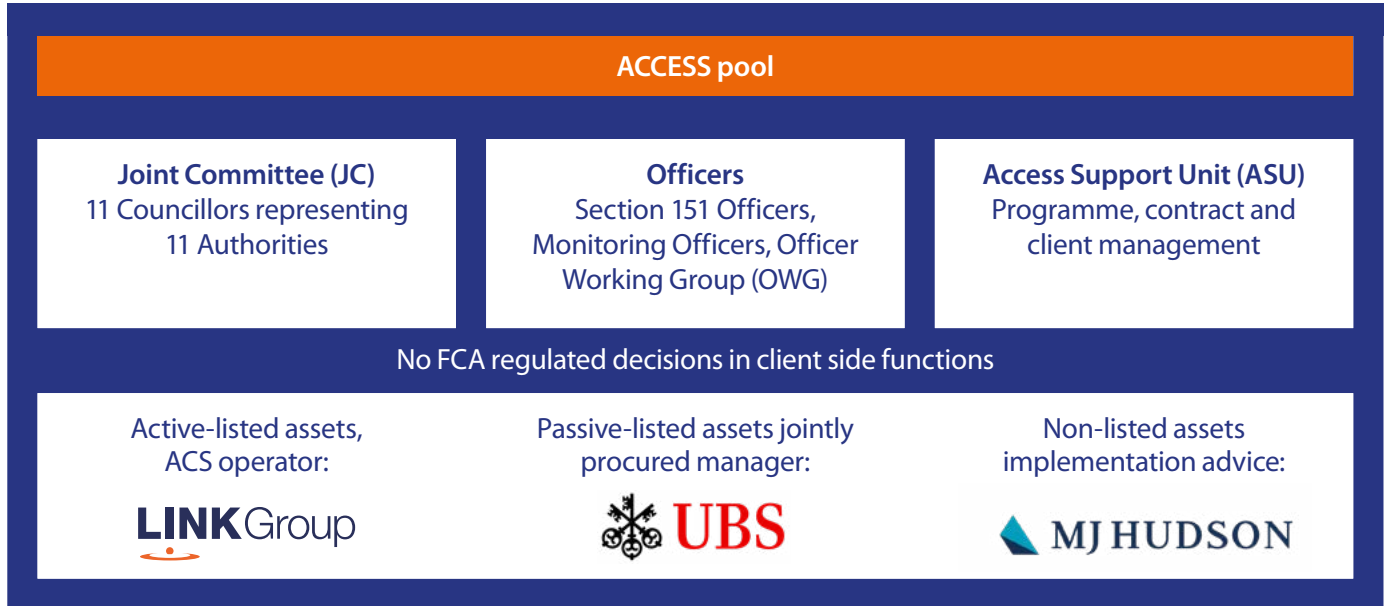 ACCESS pool
Joint Committee (JC)
11 Councillors representing
11 Authorities
Officers
Section 151 Officers,
Monitoring Officers, Officer
Working Group (OWG)
Access Support Unit (ASU)
Programme, contract and
client management
No FCA regulated decisions in client side functions
Active-listed assets,
ACS operator:
LINKGroup
Passive-listed assets jointly
procured manager:
UBS
Non-listed assets
implementation advice:
MJ HUDSON